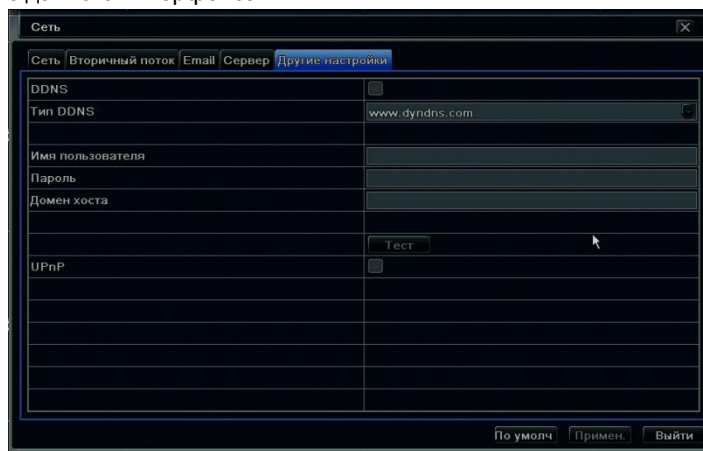 Сеть
Сеть Вторичный поток Email Сервер Другие настройки
DDNS
Тип DDNS www.dyndns.com
Имя пользователя
Пароль
Домен хоста
Тест
UPnP
По умолч Примен. Выйти